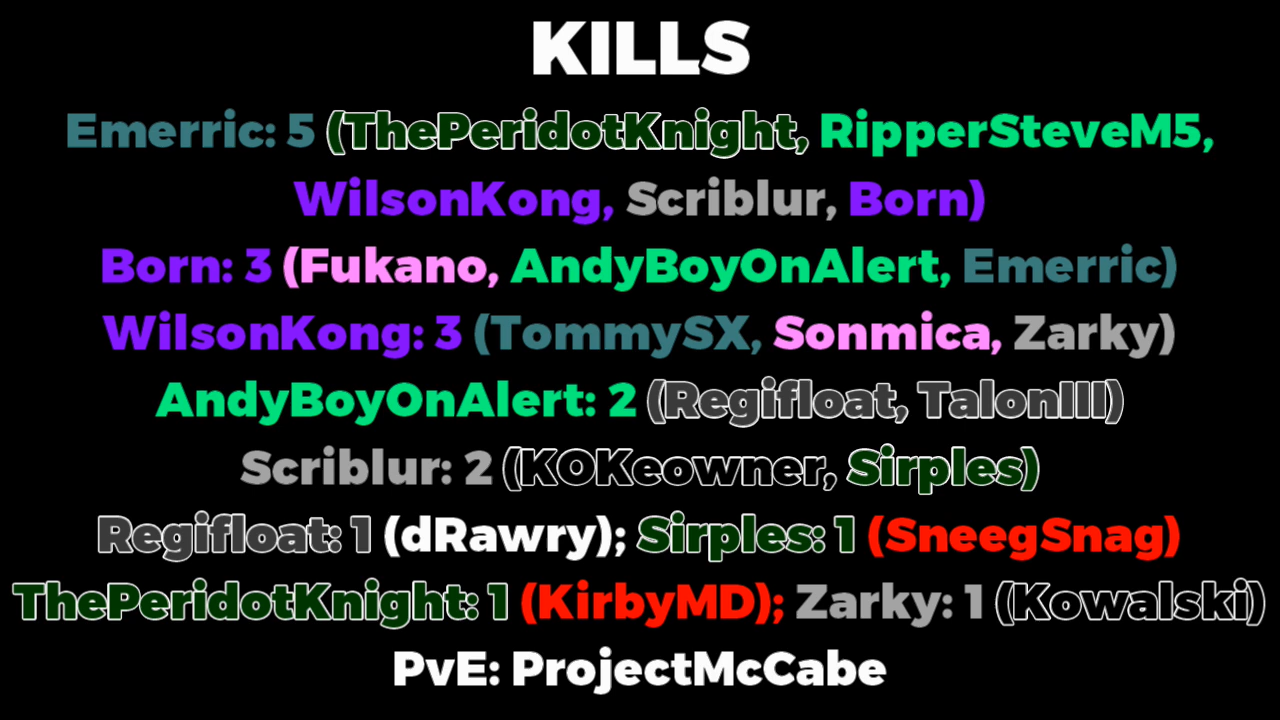 KILLS
Emerric: 5 (ThePeridotKnight, RipperSteveM5,
WilsonKong, Scriblur, Born)
Born: 3 (Fukano, AndyBoyOnAlert, Emerric)
WilsonKong: 3 (TommySX, Sonmica, Zarky)
AndyBoyOnAlert: 2 (Regifloat, TalonIII)
Scriblur: 2 (KOKeowner, Sirples)
Regifloat: 1 (dRawry); Sirples: 1 (SneegSnag)
ThePeridotKnight: 1 (KirbyMD); Zarky: 1 (Kowalski)
PvE: ProjectMcCabe